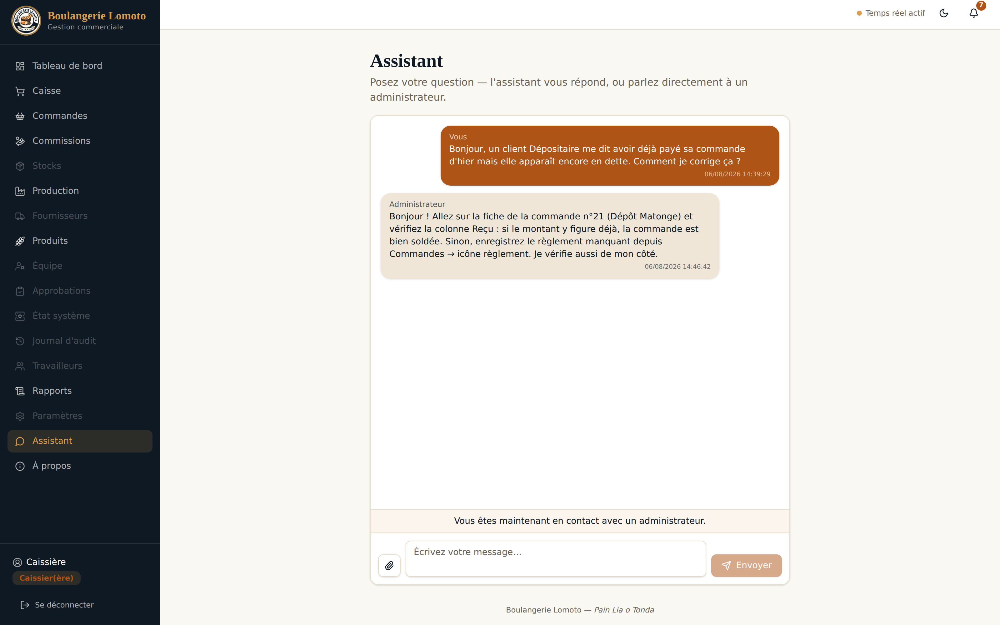 BOULANGERIE LOMOTO
Pain Lia o Tonda
Boulangerie Lomoto
Gestion commerciale
Tableau de bord
Caisse
Commandes
Commissions
Stocks
Production
Fournisseurs
Produits
Équipe
Approbations
État système
Journal d'audit
Travailleurs
Rapports
Paramètres
Assistant
À propos
Caissière
Caissier(ère)
Se déconnecter
Temps réel actif
7
Assistant
Posez votre question — l'assistant vous répond, ou parlez directement à un
administrateur.
Vous
Bonjour, un client Dépositaire me dit avoir déjà payé sa commande
d'hier mais elle apparaît encore en dette. Comment je corrige ça ?
06/08/2026 14:39:29
Administrateur
Bonjour ! Allez sur la fiche de la commande n°21 (Dépôt Matonge) et
vérifiez la colonne Reçu : si le montant y figure déjà, la commande est
bien soldée. Sinon, enregistrez le règlement manquant depuis
Commandes → icône règlement. Je vérifie aussi de mon côté.
06/08/2026 14:46:42
Vous êtes maintenant en contact avec un administrateur.
Écrivez votre message...
Envoyer
Boulangerie Lomoto — Pain Lia o Tonda